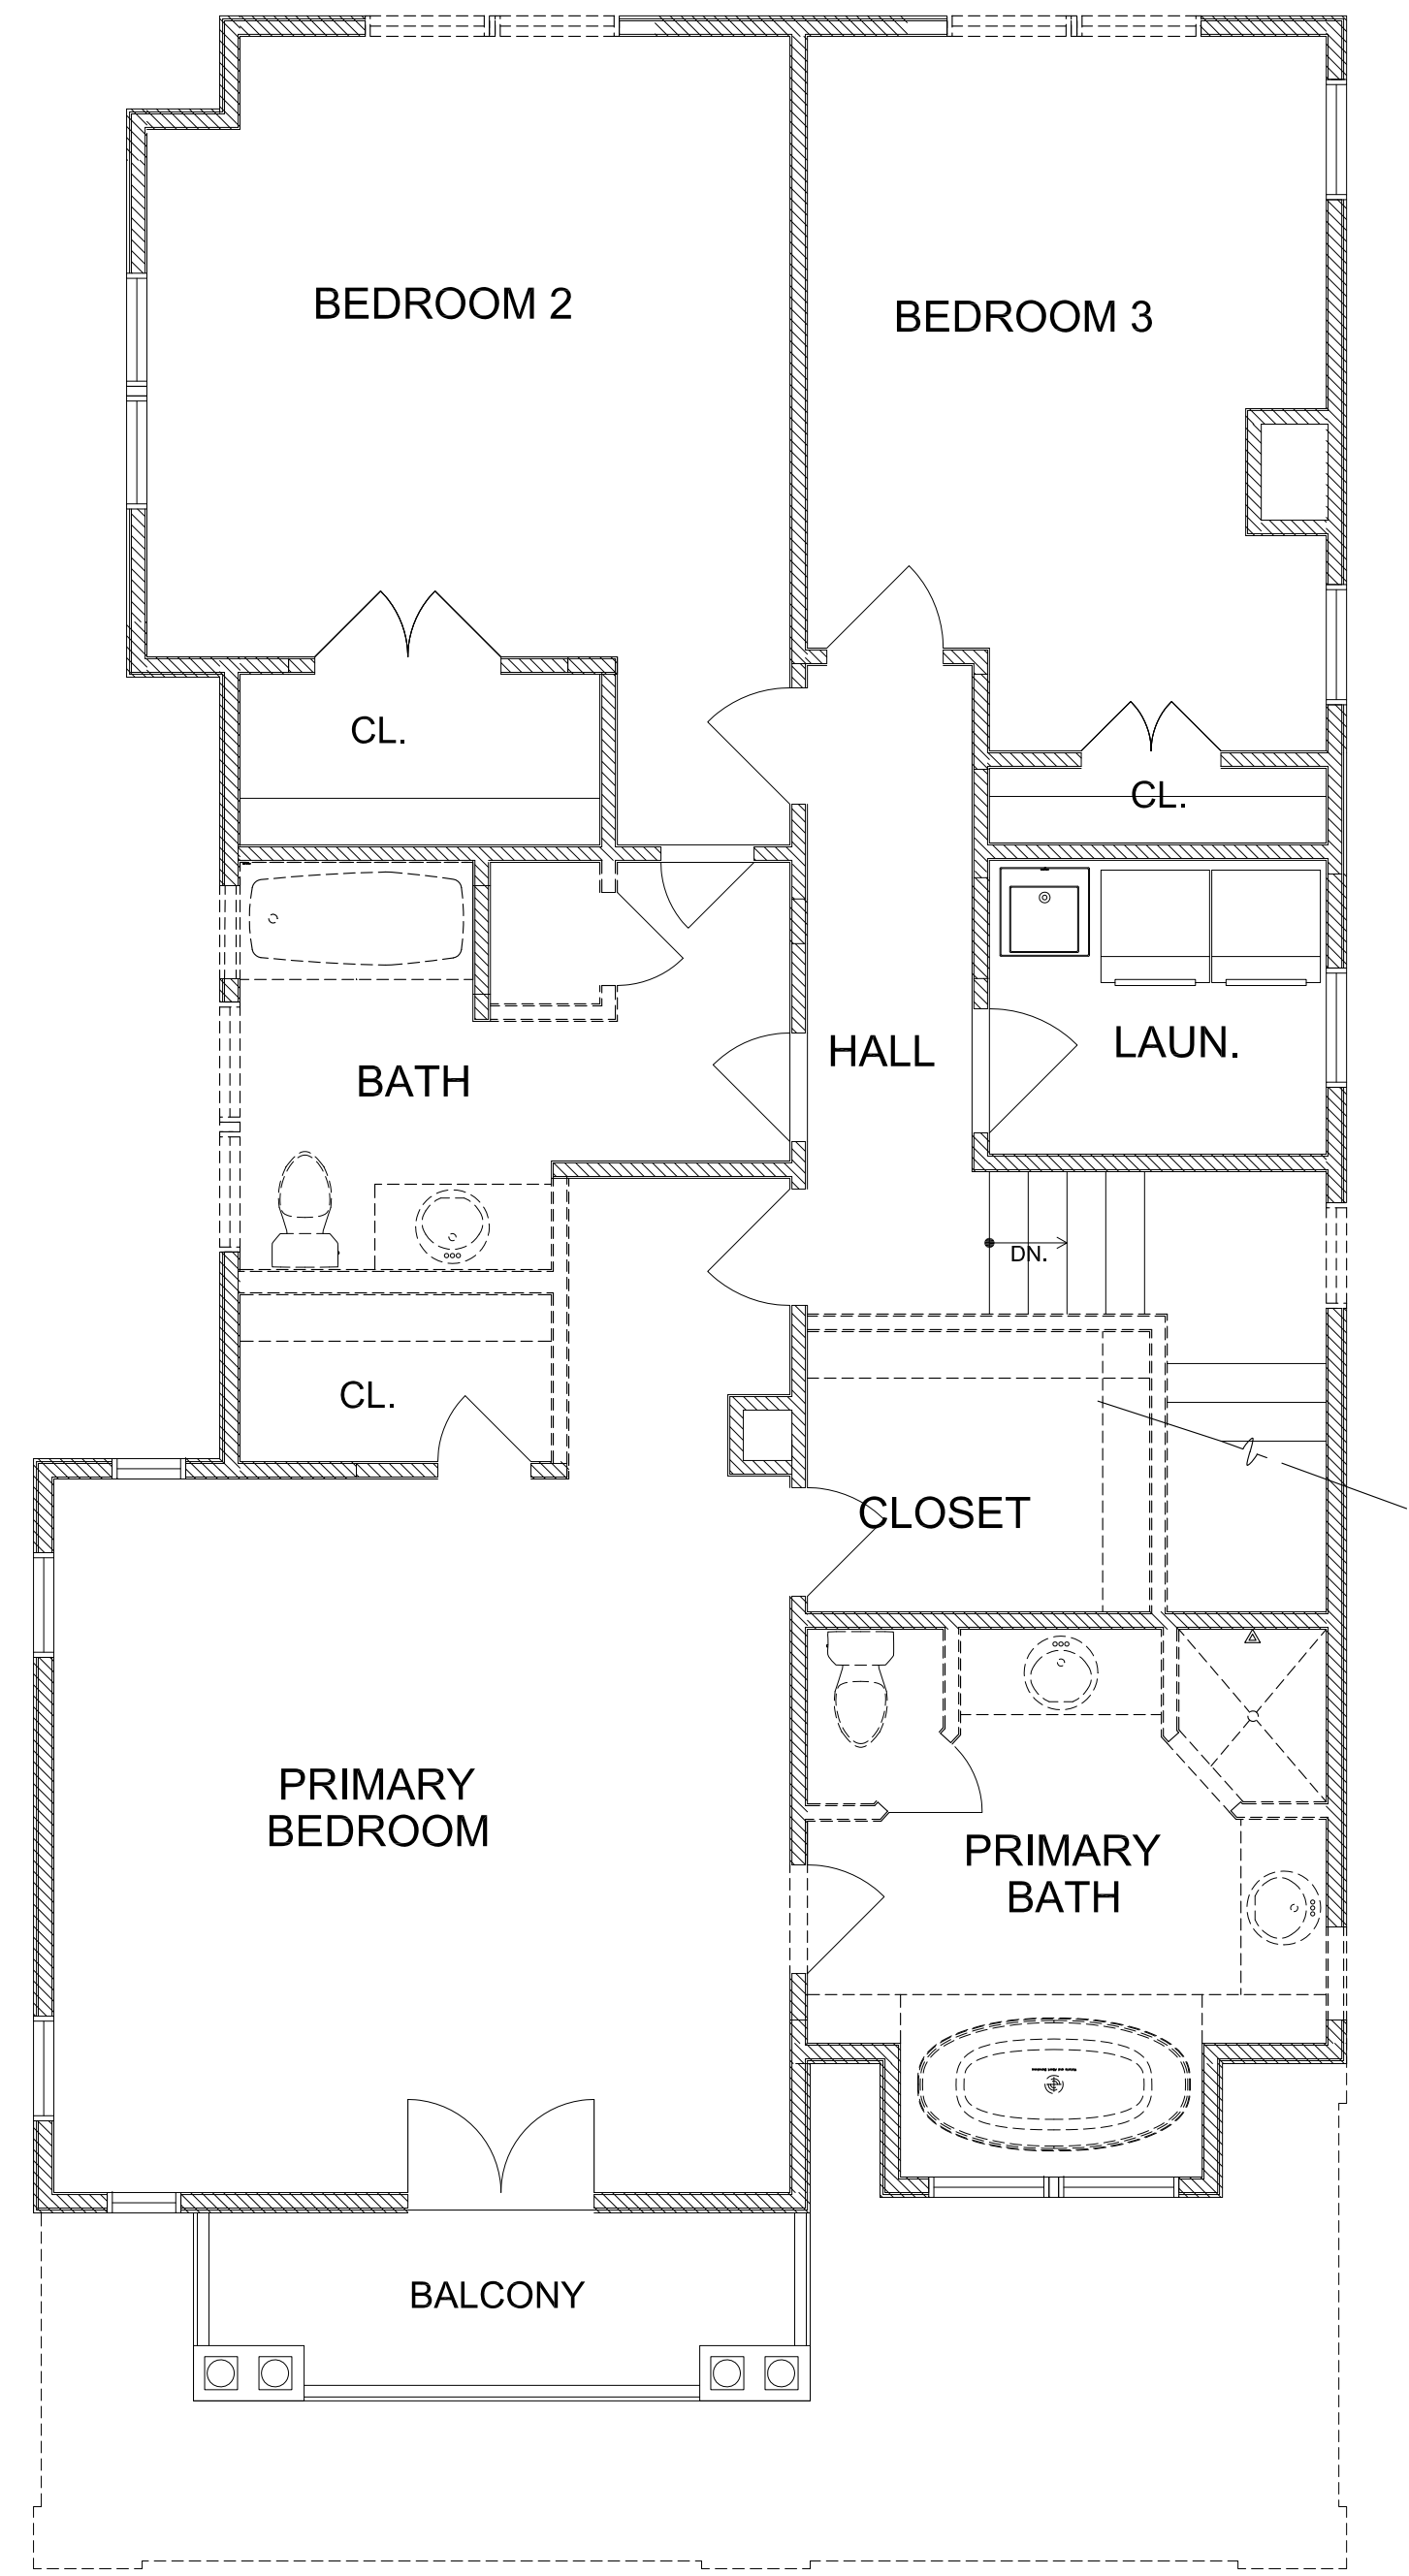 BEDROOM 2
BEDROOM 3
CL.
CL.
HALL
LAUN.
BATH
DN.
CL.
CLOSET
PRIMARY
BEDROOM
PRIMARY
BATH
BALCONY